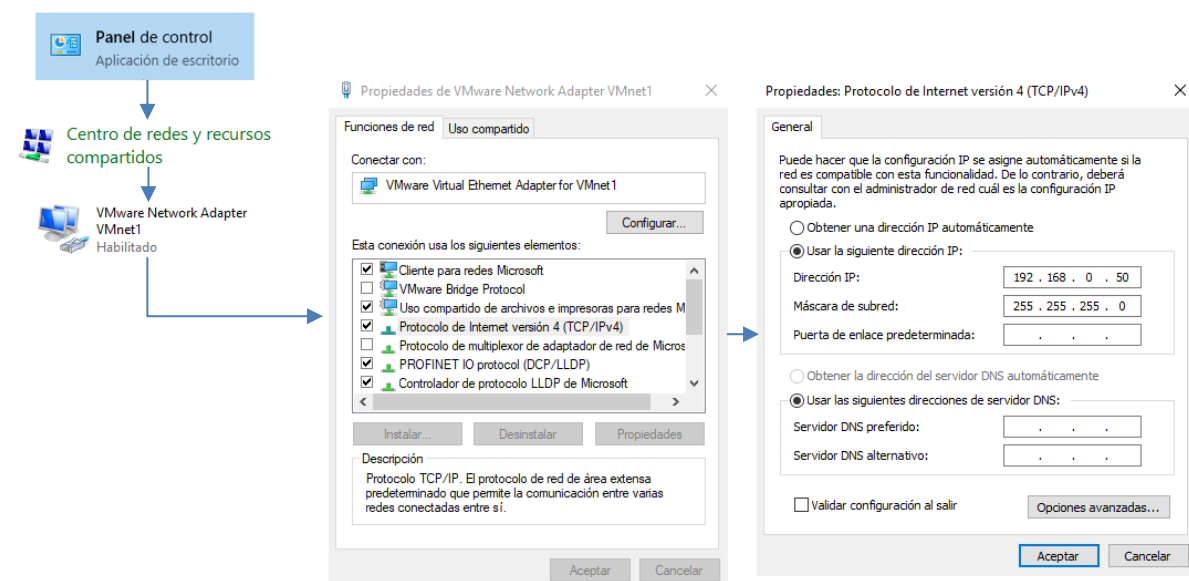 Panel de control
Aplicación de escritorio
Centro de redes y recursos
compartidos
VMware Network Adapter
VMnet1
Habilitado
Propiedades de VMware Network Adapter VMnet1
Funciones de red
Uso compartido
Conectar con:
VMware Virtual Ethernet Adapter for VMnet1
Configurar...
Esta conexión usa los siguientes elementos:
Cliente para redes Microsoft
VMware Bridge Protocol
Uso compartido de archivos e impresoras para redes M
Protocolo de Internet versión 4 (TCP/IPv4)
Protocolo de multiplexor de adaptador de red de Micros
PROFINET IO protocol (DCP/LLDP)
Controlador de protocolo LLDP de Microsoft
Instalar...
Desinstalar
Propiedades
Descripción
Protocolo TCP/IP. El protocolo de red de área extensa
predeterminado que permite la comunicación entre varias
redes conectadas entre sí.
Aceptar
Cancelar
Propiedades: Protocolo de Internet versión 4 (TCP/IPv4)
General
Puede hacer que la configuración IP se asigne automáticamente si la
red es compatible con esta funcionalidad. De lo contrario, deberá
consultar con el administrador de red cuál es la configuración IP
apropiada.
Obtener una dirección IP automáticamente
Usar la siguiente dirección IP:
Dirección IP:
192 . 168 . 0 . 50
Máscara de subred:
255 . 255 . 255 . 0
Puerta de enlace predeterminada:
. . .
Obtener la dirección del servidor DNS automáticamente
Usar las siguientes direcciones de servidor DNS:
Servidor DNS preferido:
. . .
Servidor DNS alternativo:
. . .
Validar configuración al salir
Opciones avanzadas...
Aceptar
Cancelar